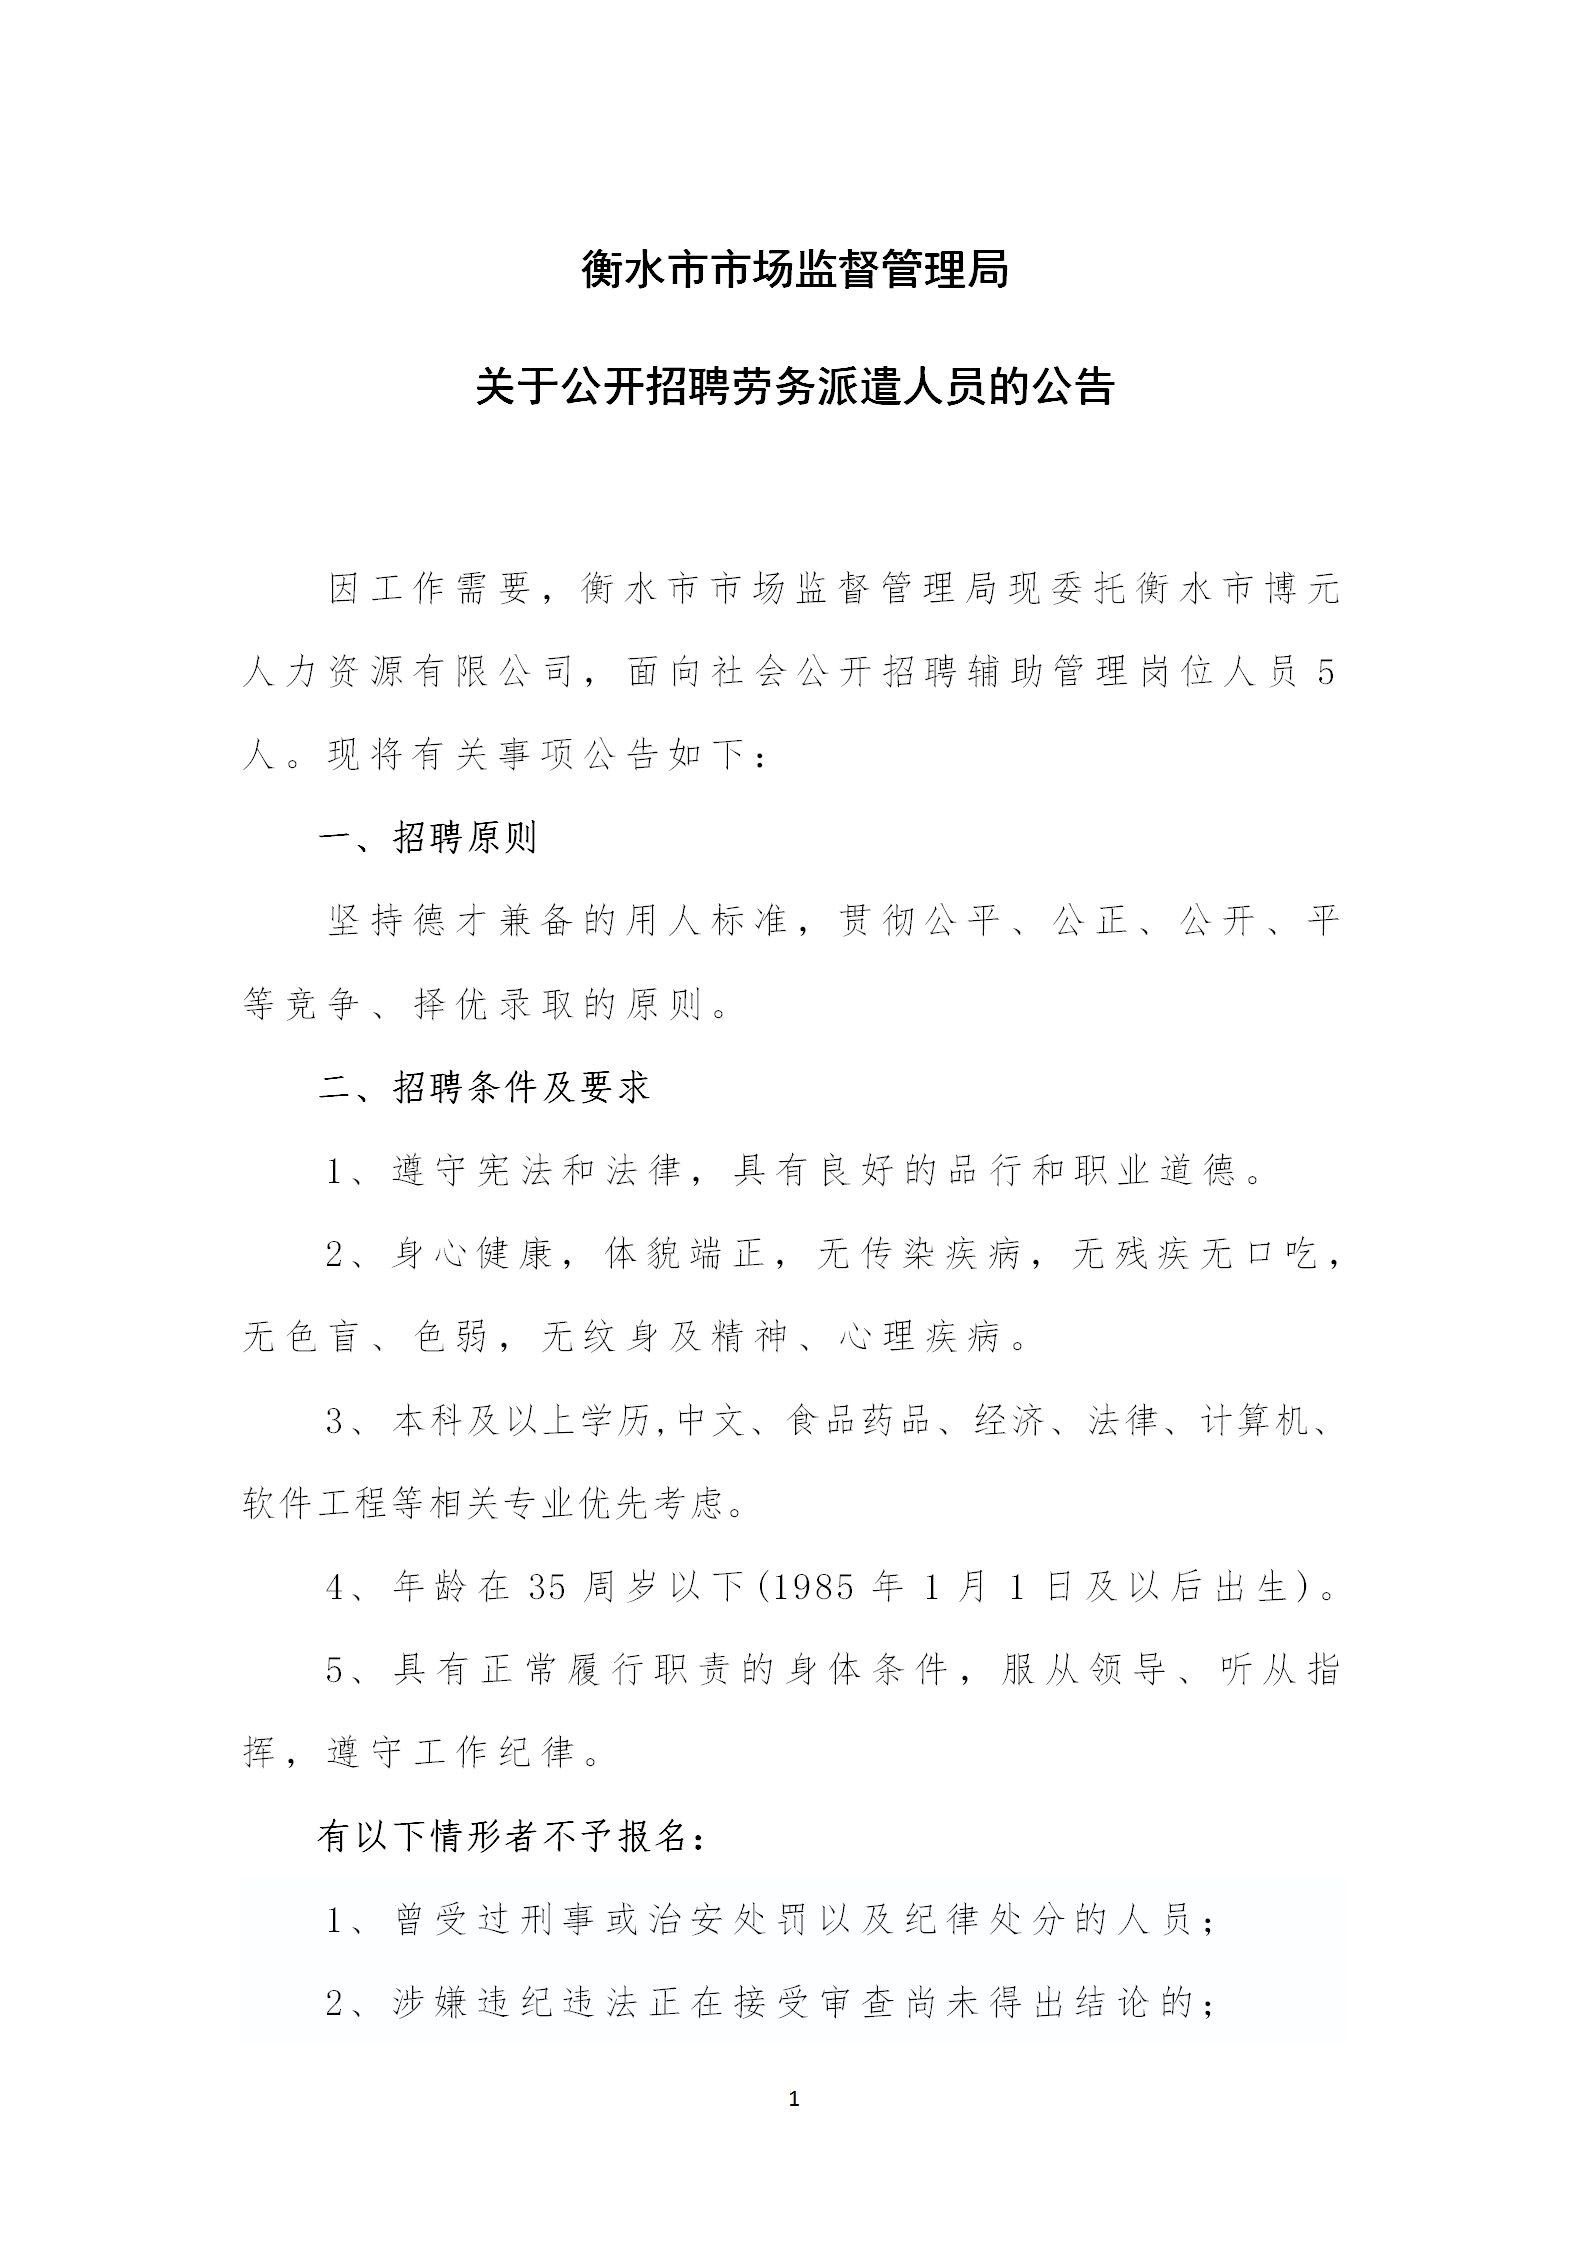 衡水市市场监督管理局
关于公开招聘劳务派遣人员的公告
因工作需要，衡水市市场监督管理局现委托衡水市博元
人力资源有限公司，面向社会公开招聘辅助管理岗位人员5
人。现将有关事项公告如下：
一、招聘原则
坚持德才兼备的用人标准，贯彻公平、公正、公开、平
等竞争、择优录取的原则。
二、招聘条件及要求
1、遵守宪法和法律，具有良好的品行和职业道德。
2、身心健康，体貌端正，无传染疾病，无残疾无口吃，
无色盲、色弱，无纹身及精神、心理疾病。
3、本科及以上学历,中文、食品药品、经济、法律、计算机、
软件工程等相关专业优先考虑。
4、年龄在35周岁以下(1985年1月1日及以后出生)。
5、具有正常履行职责的身体条件，服从领导、听从指
挥，遵守工作纪律。
有以下情形者不予报名：
1、曾受过刑事或治安处罚以及纪律处分的人员；
2、涉嫌违纪违法正在接受审查尚未得出结论的；
1